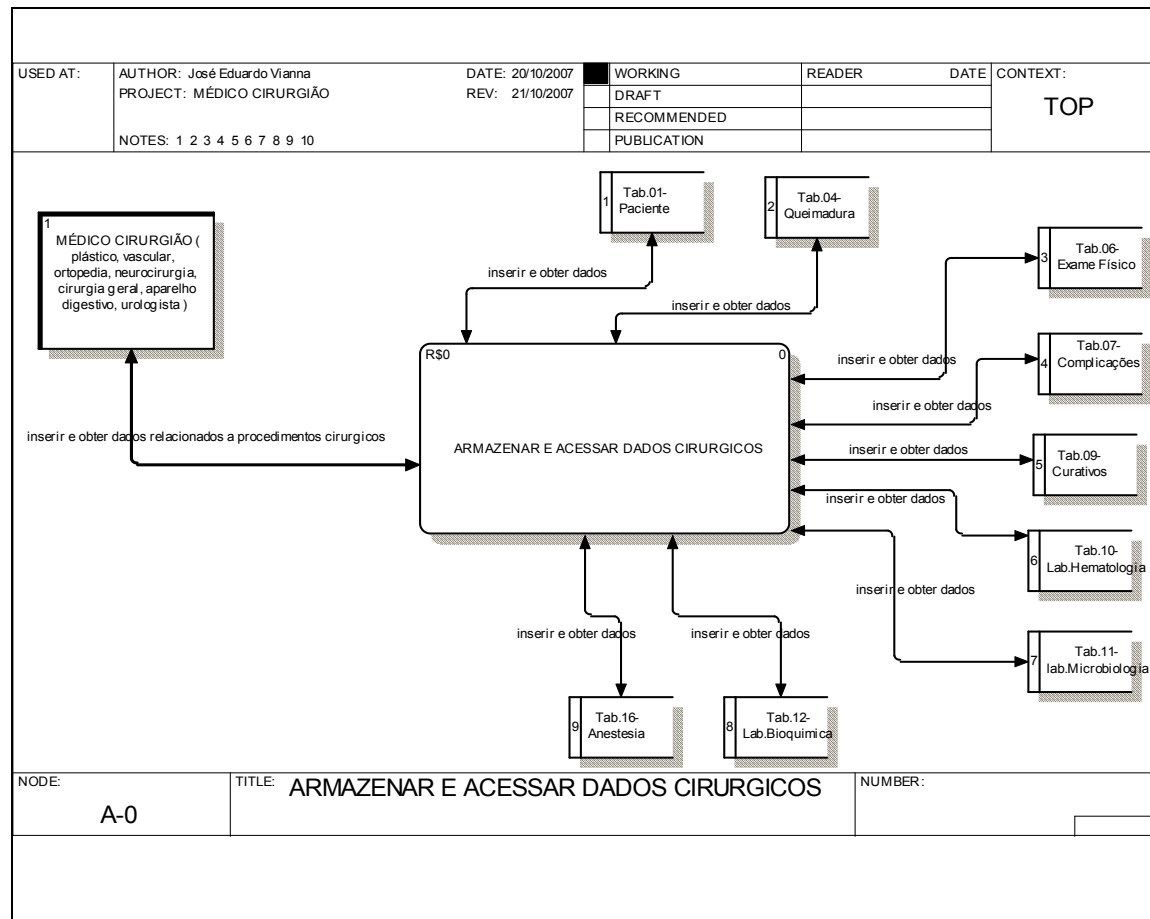 USED AT:
AUTHOR: José Eduardo Vianna
DATE: 20/10/2007
PROJECT: MÉDICO CIRURGIÃO
REV: 21/10/2007
NOTES: 1 2 3 4 5 6 7 8 9 10
WORKING
DRAFT
RECOMMENDED
PUBLICATION
READER
DATE
CONTEXT:
TOP
1
MÉDICO CIRURGIÃO (
plástico, vascular,
ortopedia, neurocirurgia,
cirurgia geral, aparelho
digestivo, urologista )
1
Tab.01-
Paciente
2
Tab.04-
Queimadura
3
Tab.06-
Exame Físico
inserir e obter dados
inserir e obter dados
R$0
0
inserir e obter dados
4
Tab.07-
Complicações
inserir e obter dados
inserir e obter dados relacionados a procedimentos cirurgicos
ARMAZENAR E ACESSAR DADOS CIRURGICOS
inserir e obter dados
5
Tab.09-
Curativos
inserir e obter dados
6
Tab.10-
Lab.Hematologia
inserir e obter dados
inserir e obter dados
inserir e obter dados
7
Tab.11-
lab.Microbiologia
9
Tab.16-
Anestesia
8
Tab.12-
Lab.Bioquimica
NODE:
A-0
TITLE:
ARMAZENAR E ACESSAR DADOS CIRURGICOS
NUMBER: